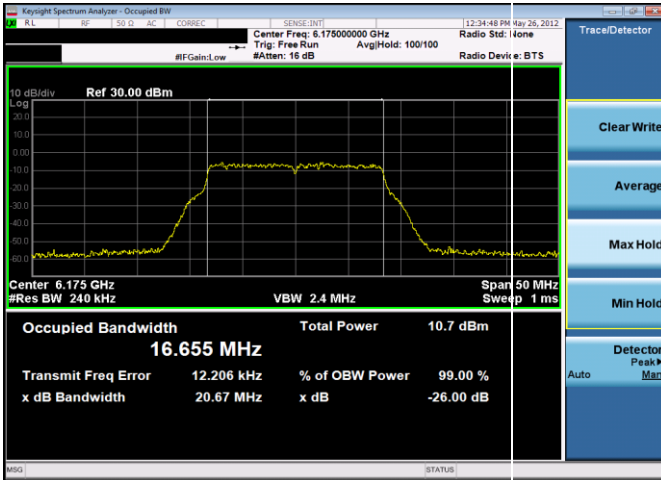 Keysight Spectrum Analyzer - Occupied BW
RL RF 50 Ω AC CORREC SENSE:INT 12:34:48 PM May 26, 2012
Center Freq: 6.175000000 GHz Radio Std: None
Trig: Free Run Avg|Hold: 100/100
#IFGain:Low #Atten: 16 dB Radio Device: BTS
Trace/Detector
10 dB/div Ref 30.00 dBm
Log
20.0
10.0
0.00
-10.0
-20.0
-30.0
-40.0
-50.0
-60.0
Center 6.175 GHz Span 50 MHz
#Res BW 240 kHz VBW 2.4 MHz Sweep 1 ms
Occupied Bandwidth Total Power 10.7 dBm
16.655 MHz
Transmit Freq Error 12.206 kHz % of OBW Power 99.00 %
x dB Bandwidth 20.67 MHz x dB -26.00 dB
Clear Write
Average
Max Hold
Min Hold
Detector
Peak▶
Auto Man
MSG STATUS